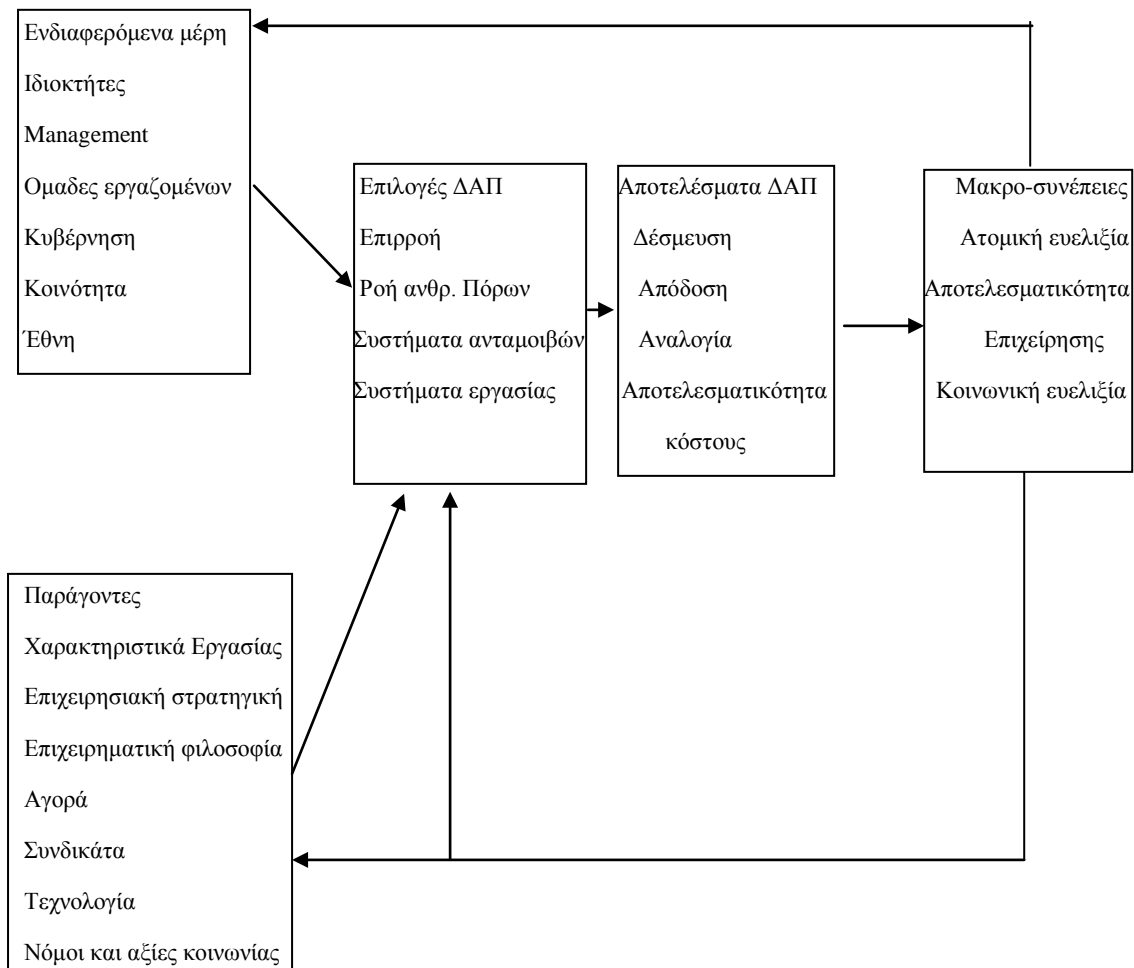 Ενδιαφερόμενα μέρη
Ιδιοκτήτες
Management
Ομαδες εργαζομένων
Κυβέρνηση
Κοινότητα
Έθνη
Επιλογές ΔΑΠ
Επιρροή
Ροή ανθρ. Πόρων
Συστήματα ανταμοιβών
Συστήματα εργασίας
Αποτελέσματα ΔΑΠ
Δέσμευση
Απόδοση
Αναλογία
Αποτελεσματικότητα
κόστους
Μακρο-συνέπειες
Ατομική ευελιξία
Αποτελεσματικότητα
Επιχείρησης
Κοινωνική ευελιξία
Παράγοντες
Χαρακτηριστικά Εργασίας
Επιχειρησιακή στρατηγική
Επιχειρηματική φιλοσοφία
Αγορά
Συνδικάτα
Τεχνολογία
Νόμοι και αξίες κοινωνίας